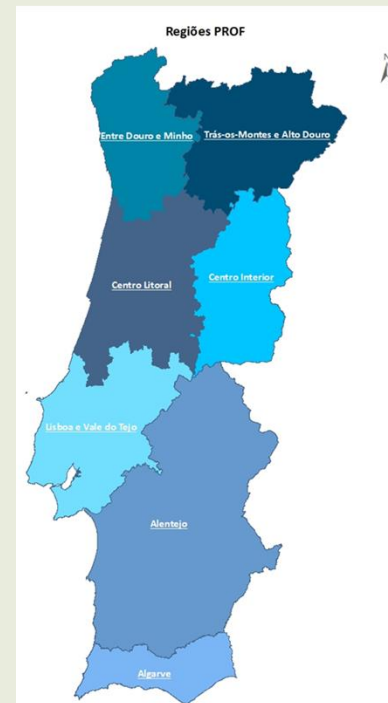 Regiões PROF
N
Entre Douro e Minho
Trás-os-Montes e Alto Douro
Centro Interior
Centro Litoral
Lisboa e Vale do Tejo
Alentejo
Algarve